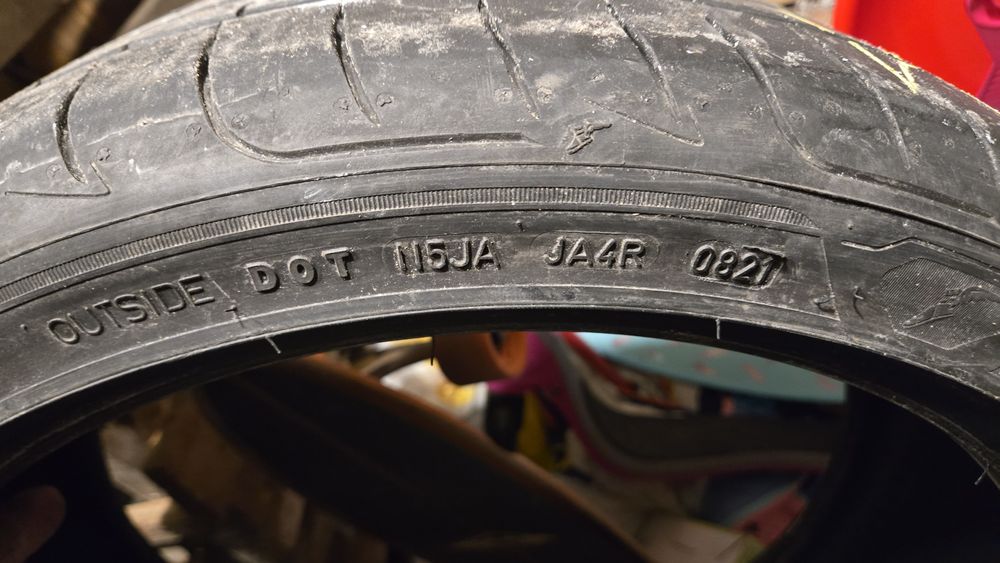 OUTSIDE DOT N5JA JA4R 0821